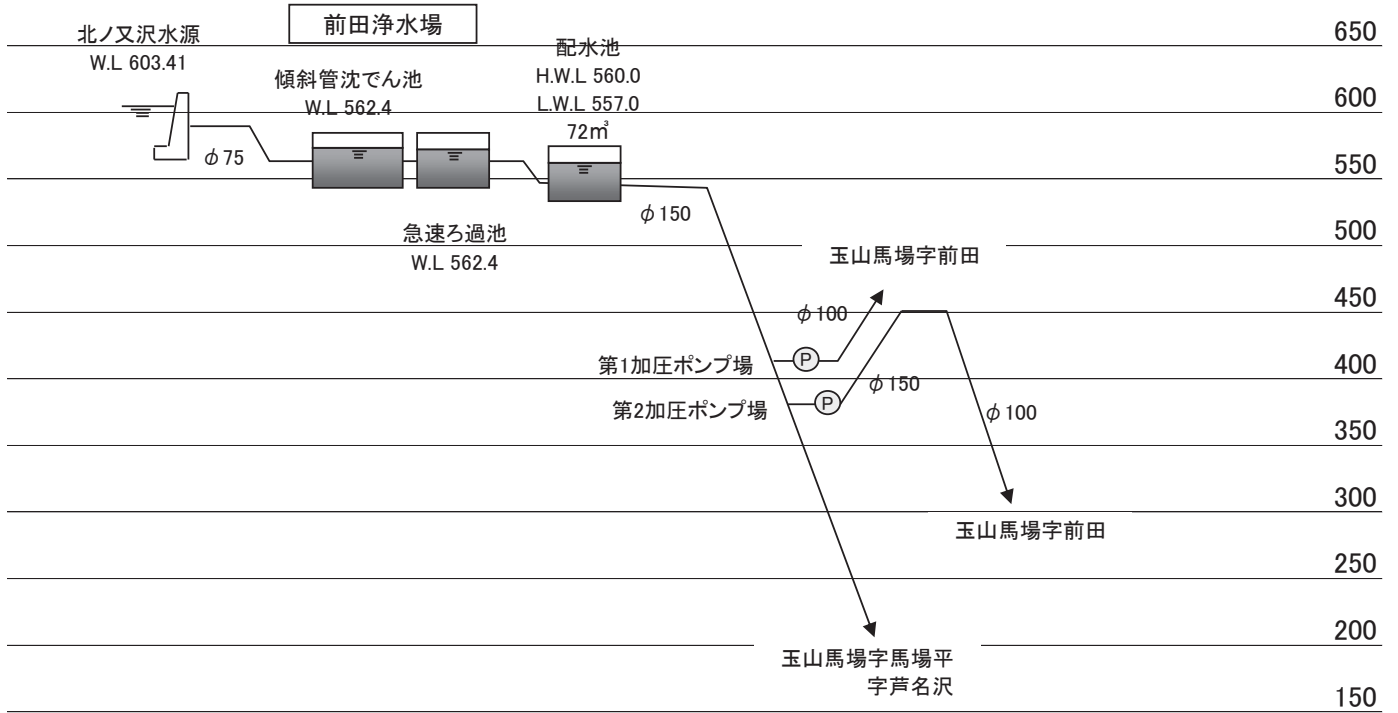 前田浄水場
北ノ又沢水源
W.L 603.41
傾斜管沈でん池
W.L 562.4
配水池
H.W.L 560.0
L.W.L 557.0
72㎥
φ75
急速ろ過池
W.L 562.4
φ150
玉山馬場字前田
φ100
第1加圧ポンプ場
P
φ150
第2加圧ポンプ場
P
φ100
玉山馬場字前田
玉山馬場字馬場平
字芦名沢
650
600
550
500
450
400
350
300
250
200
150